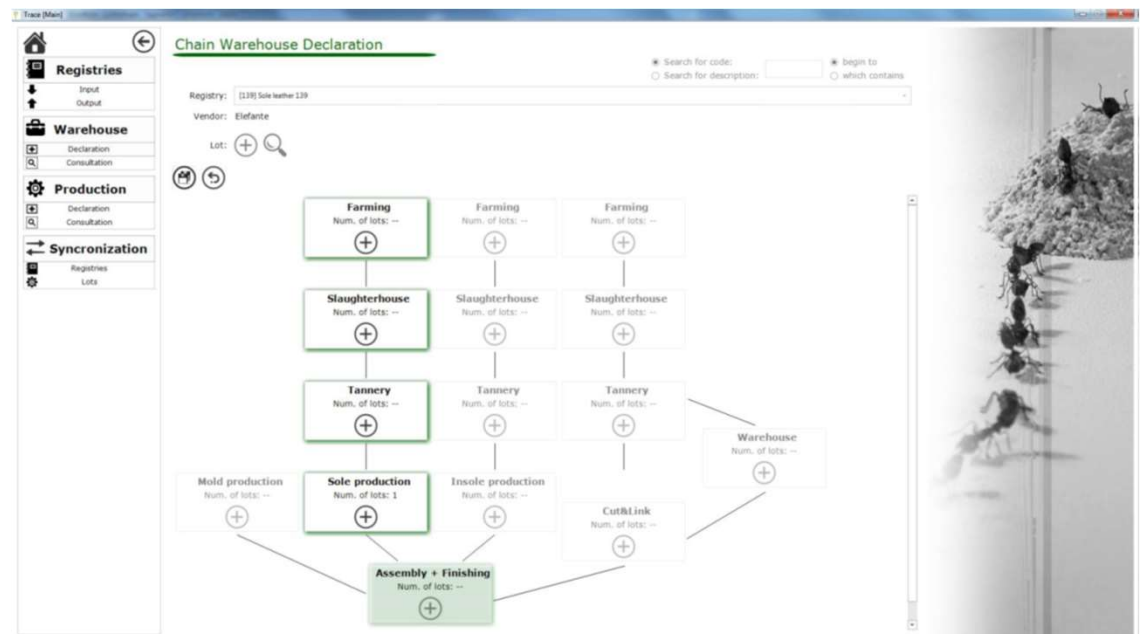 Trace [Main]
Registries
Input
Output
Warehouse
Declaration
Consultation
Production
Declaration
Consultation
Syncronization
Registries
Lots
Chain Warehouse Declaration
Search for code:
begin to
Search for description:
which contains
Registry: [139] Sole leather 139
Vendor: Elefante
Lot:
Farming Farming Farming
Num. of lots: -- Num. of lots: -- Num. of lots: --
Slaughterhouse Slaughterhouse Slaughterhouse
Num. of lots: -- Num. of lots: -- Num. of lots: --
Tannery Tannery Tannery
Num. of lots: -- Num. of lots: -- Num. of lots: --
Warehouse
Num. of lots: --
Mold production Sole production Insole production
Num. of lots: -- Num. of lots: 1 Num. of lots: --
Cut&Link
Num. of lots: --
Assembly + Finishing
Num. of lots: --